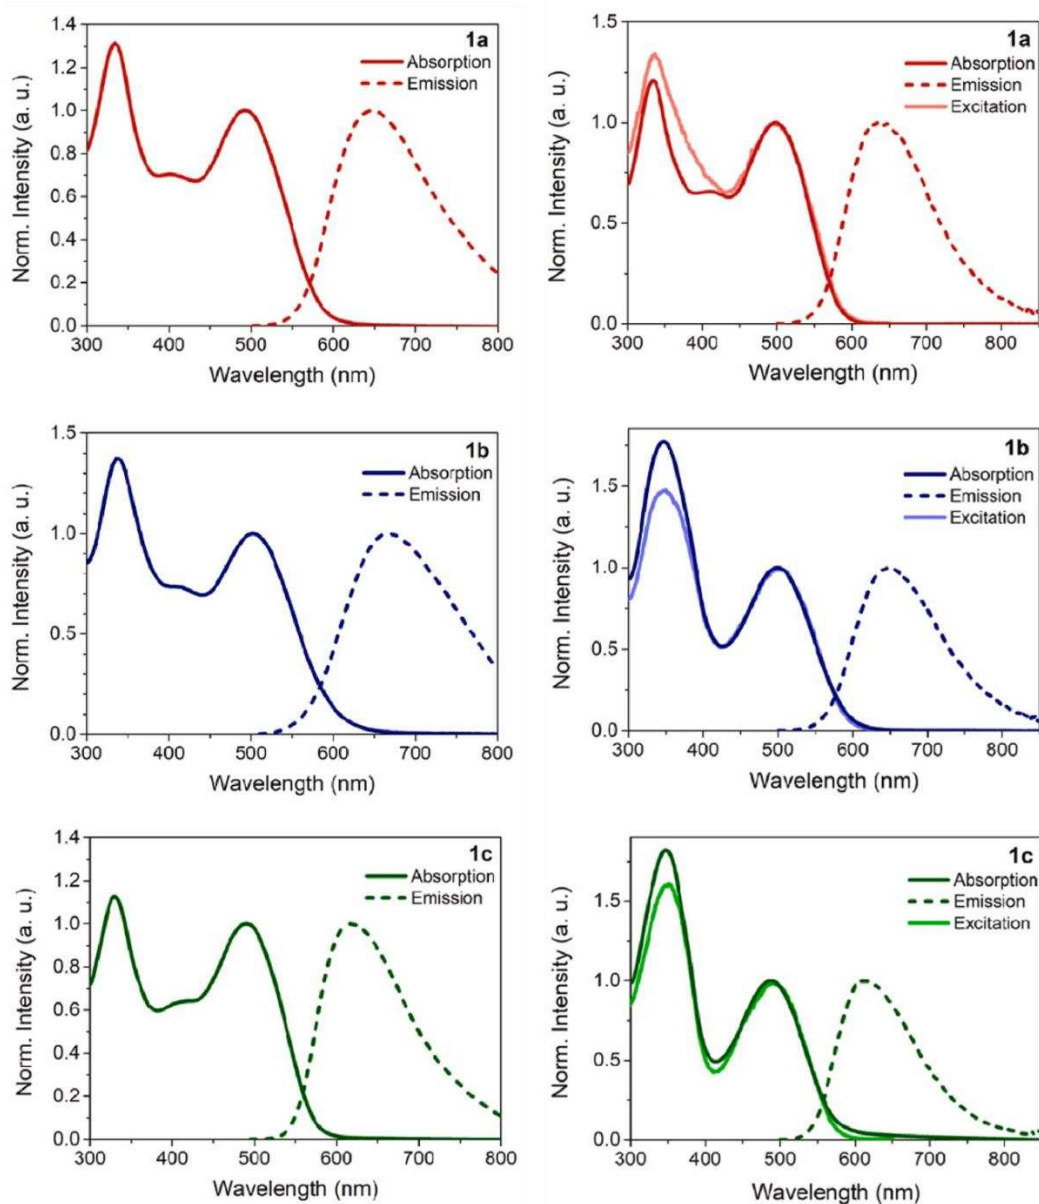 1a
Absorption
Emission
1.4
1.2
1.0
0.8
0.6
0.4
0.2
0.0
300 400 500 600 700 800
Norm. Intensity (a. u.)
Wavelength (nm)
1a
Absorption
Emission
Excitation
1.5
1.0
0.5
0.0
300 400 500 600 700 800
Norm. Intensity (a. u.)
Wavelength (nm)
1b
Absorption
Emission
1.5
1.0
0.5
0.0
300 400 500 600 700 800
Norm. Intensity (a. u.)
Wavelength (nm)
1b
Absorption
Emission
Excitation
1.5
1.0
0.5
0.0
300 400 500 600 700 800
Norm. Intensity (a. u.)
Wavelength (nm)
1c
Absorption
Emission
1.4
1.2
1.0
0.8
0.6
0.4
0.2
0.0
300 400 500 600 700 800
Norm. Intensity (a. u.)
Wavelength (nm)
1c
Absorption
Emission
Excitation
1.5
1.0
0.5
0.0
300 400 500 600 700 800
Norm. Intensity (a. u.)
Wavelength (nm)